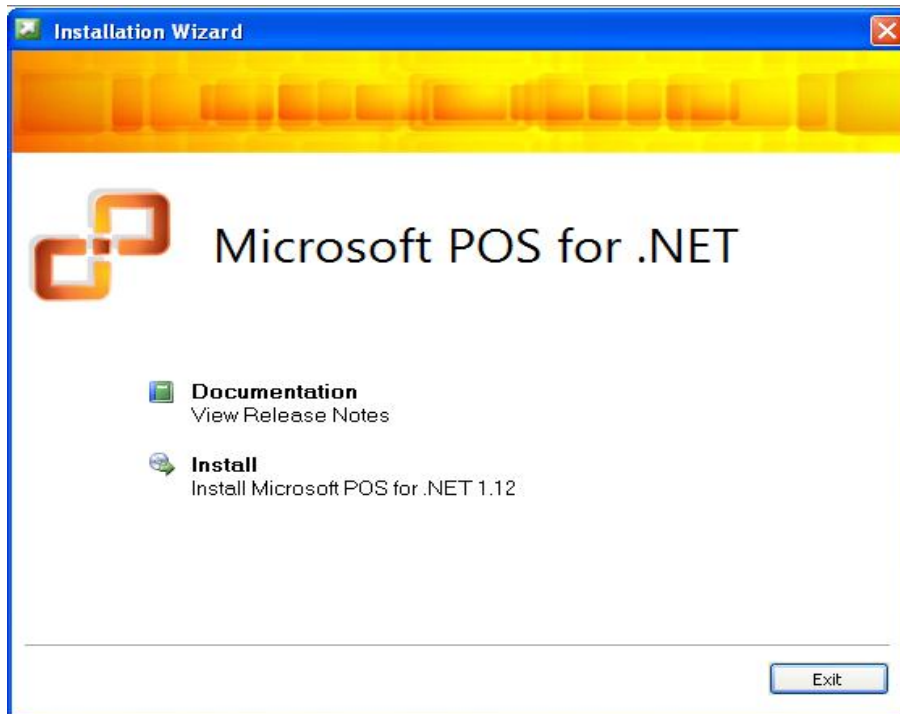 Installation Wizard
Microsoft POS for .NET
Documentation
View Release Notes
Install
Install Microsoft POS for .NET 1.12
Exit